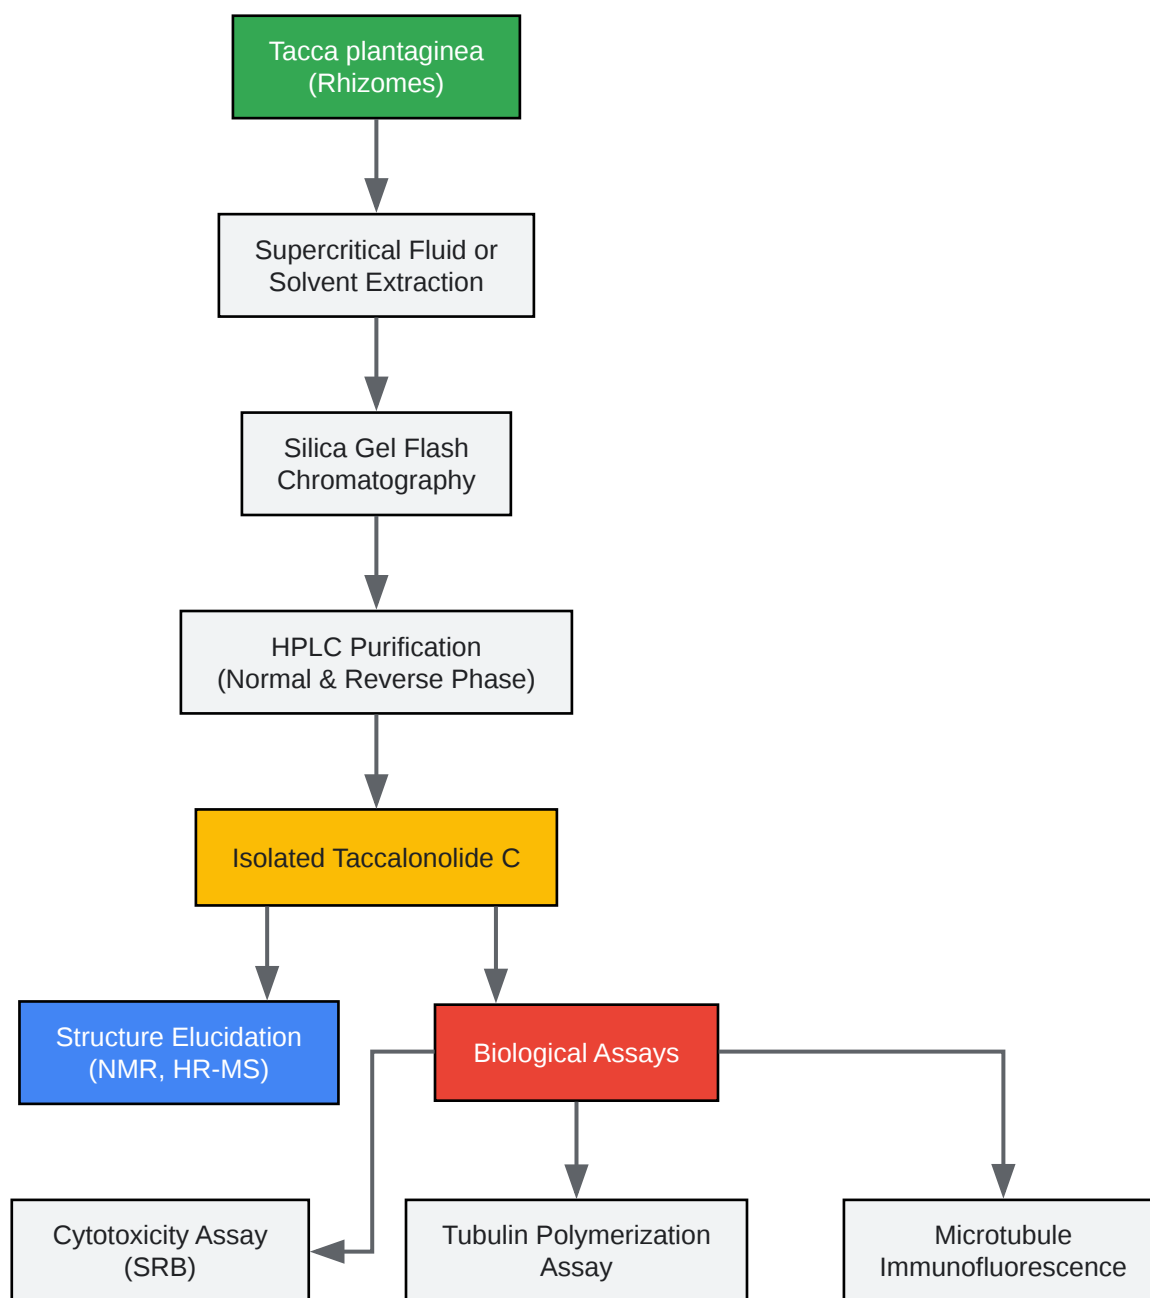 Tacca plantaginea
(Rhizomes)
Supercritical Fluid or
Solvent Extraction
Silica Gel Flash
Chromatography
HPLC Purification
(Normal & Reverse Phase)
Isolated Taccalonolide C
Structure Elucidation
(NMR, HR-MS)
Biological Assays
Cytotoxicity Assay
(SRB)
Tubulin Polymerization
Assay
Microtubule
Immunofluorescence